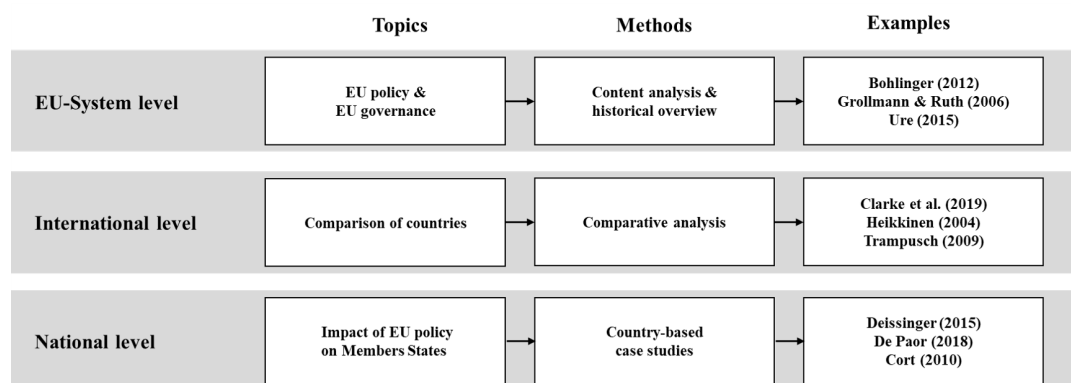 Topics
Methods
Examples
EU-System level
EU policy &
EU governance
Content analysis &
historical overview
Bohlinger (2012)
Grollmann & Ruth (2006)
Ure (2015)
International level
Comparison of countries
Comparative analysis
Clarke et al. (2019)
Heikkinen (2004)
Trampusch (2009)
National level
Impact of EU policy
on Members States
Country-based
case studies
Deissinger (2015)
De Paor (2018)
Cort (2010)